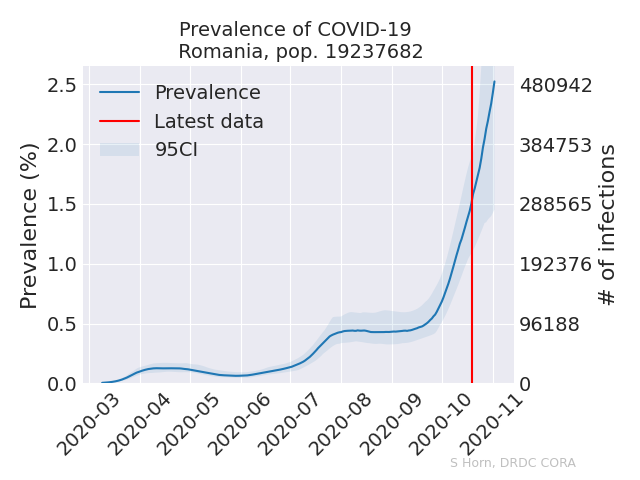 Prevalence of COVID-19
Romania, pop. 19237682
Prevalence
Latest data
95CI
Prevalence (%)
2.5
2.0
1.5
1.0
0.5
0.0
480942
384753
288565
192376
96188
0
# of infections
2020-03
2020-04
2020-05
2020-06
2020-07
2020-08
2020-09
2020-10
2020-11
S Horn, DRDC CORA